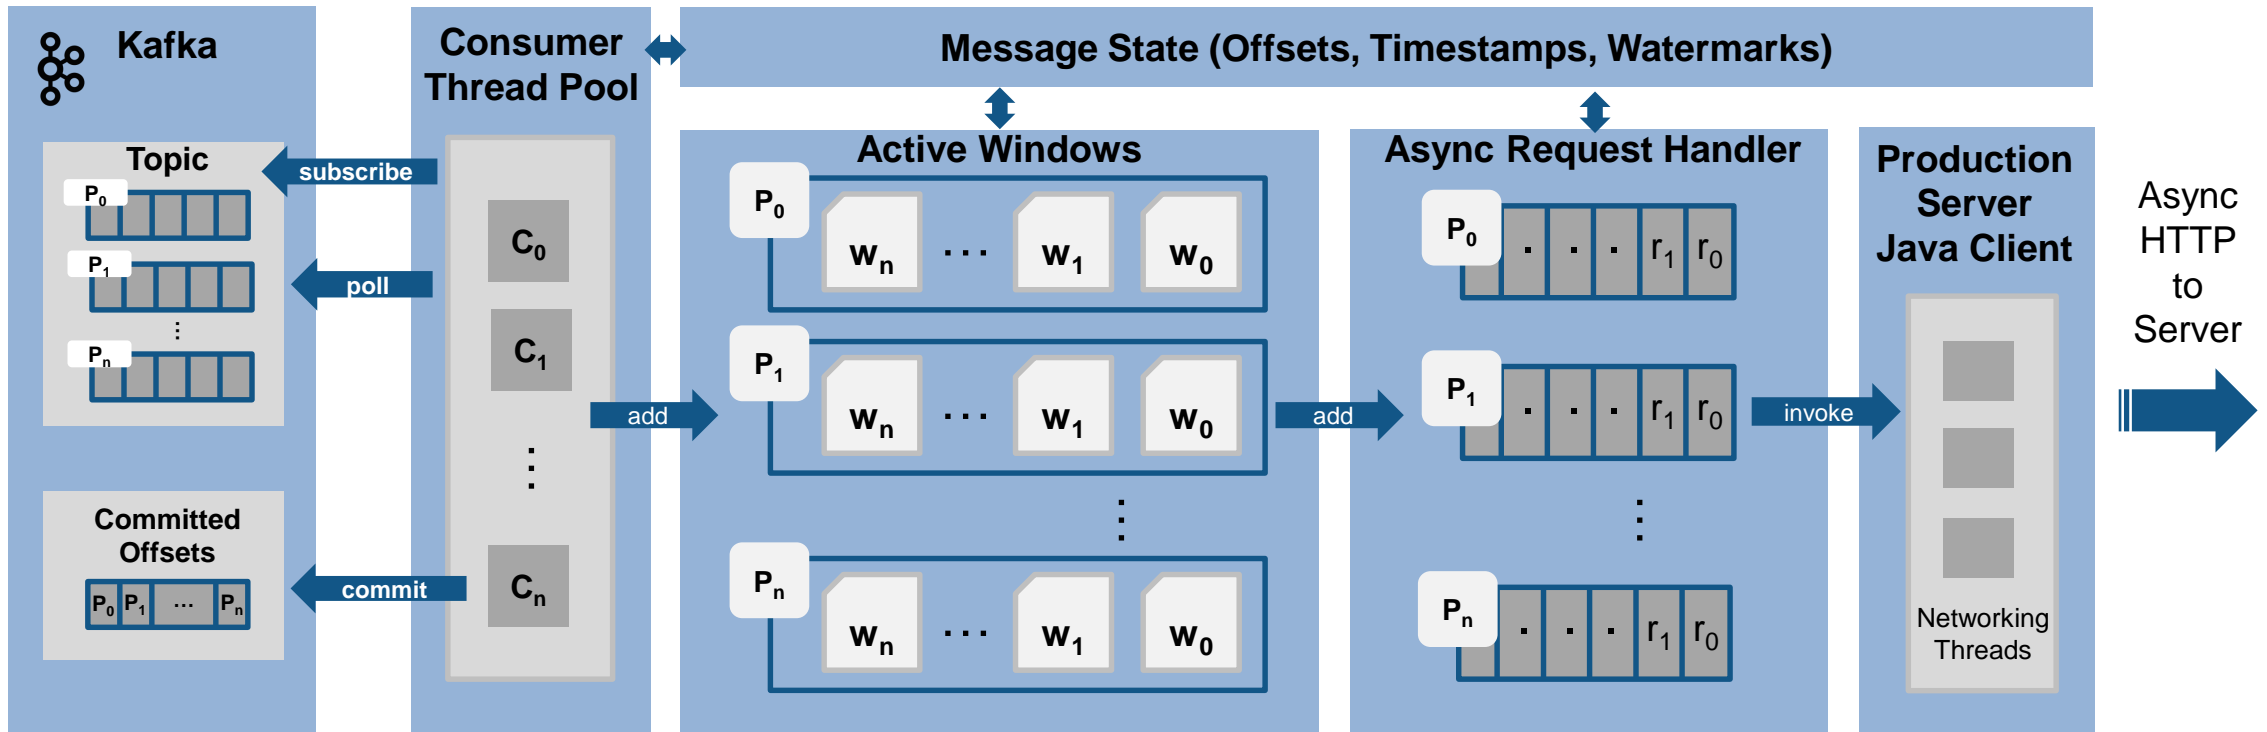 Kafka
Topic
P0
P1
⋮
Pn
Committed
Offsets
P0 P1 ... Pn
subscribe
poll
commit
Consumer
Thread Pool
C0
C1
⋮
Cn
add
Message State (Offsets, Timestamps, Watermarks)
Active Windows
P0
wn ... w1 w0
P1
wn ... w1 w0
⋮
Pn
wn ... w1 w0
add
Async Request Handler
P0
. . . r1 r0
P1
. . . r1 r0
⋮
Pn
. . . r1 r0
invoke
Production
Server
Java Client
Networking
Threads
Async
HTTP
to
Server